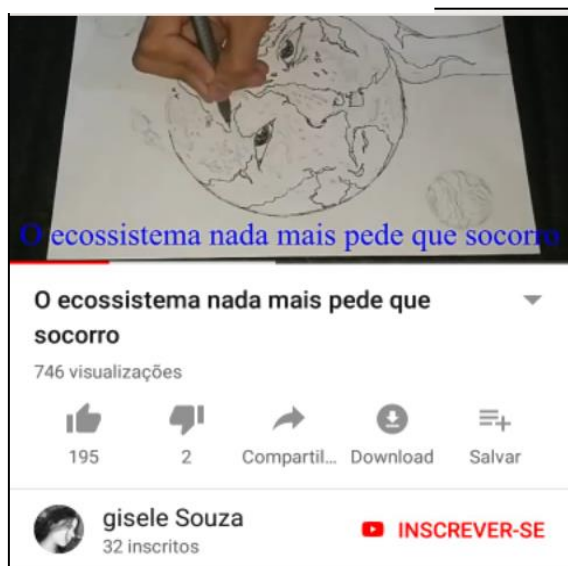 O ecossistema nada mais pede que socorro
O ecossistema nada mais pede que
socorro
746 visualizações
195
2
Compartil...
Download
Salvar
gisele Souza
32 inscritos
INSCREVER-SE